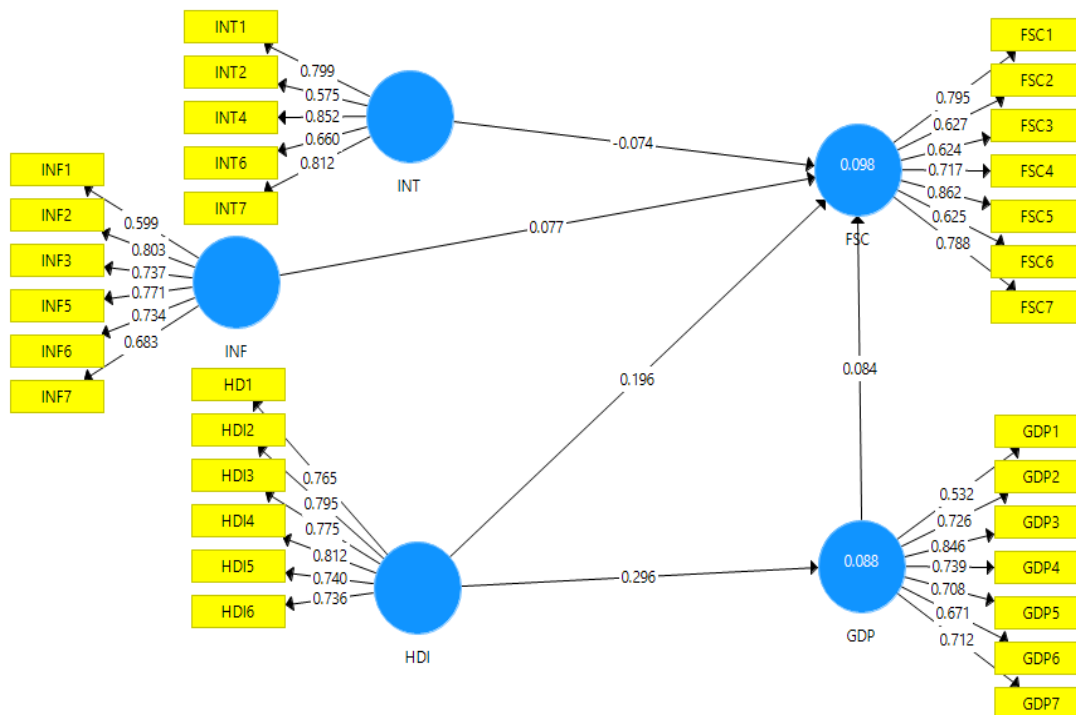 INT1
INT2
INT4
INT6
INT7
0.799
0.575
0.852
0.660
0.812
INT
INF1
INF2
INF3
INF5
INF6
INF7
0.599
0.803
0.737
0.771
0.734
0.683
INF
HD1
HDI2
HDI3
HDI4
HDI5
HDI6
0.765
0.795
0.775
0.812
0.740
0.736
HDI
-0.074
0.077
0.196
0.296
0.084
0.098
FSC
0.795
0.627
0.624
0.717
0.862
0.625
0.788
FSC1
FSC2
FSC3
FSC4
FSC5
FSC6
FSC7
0.088
GDP
0.532
0.726
0.846
0.739
0.708
0.671
0.712
GDP1
GDP2
GDP3
GDP4
GDP5
GDP6
GDP7